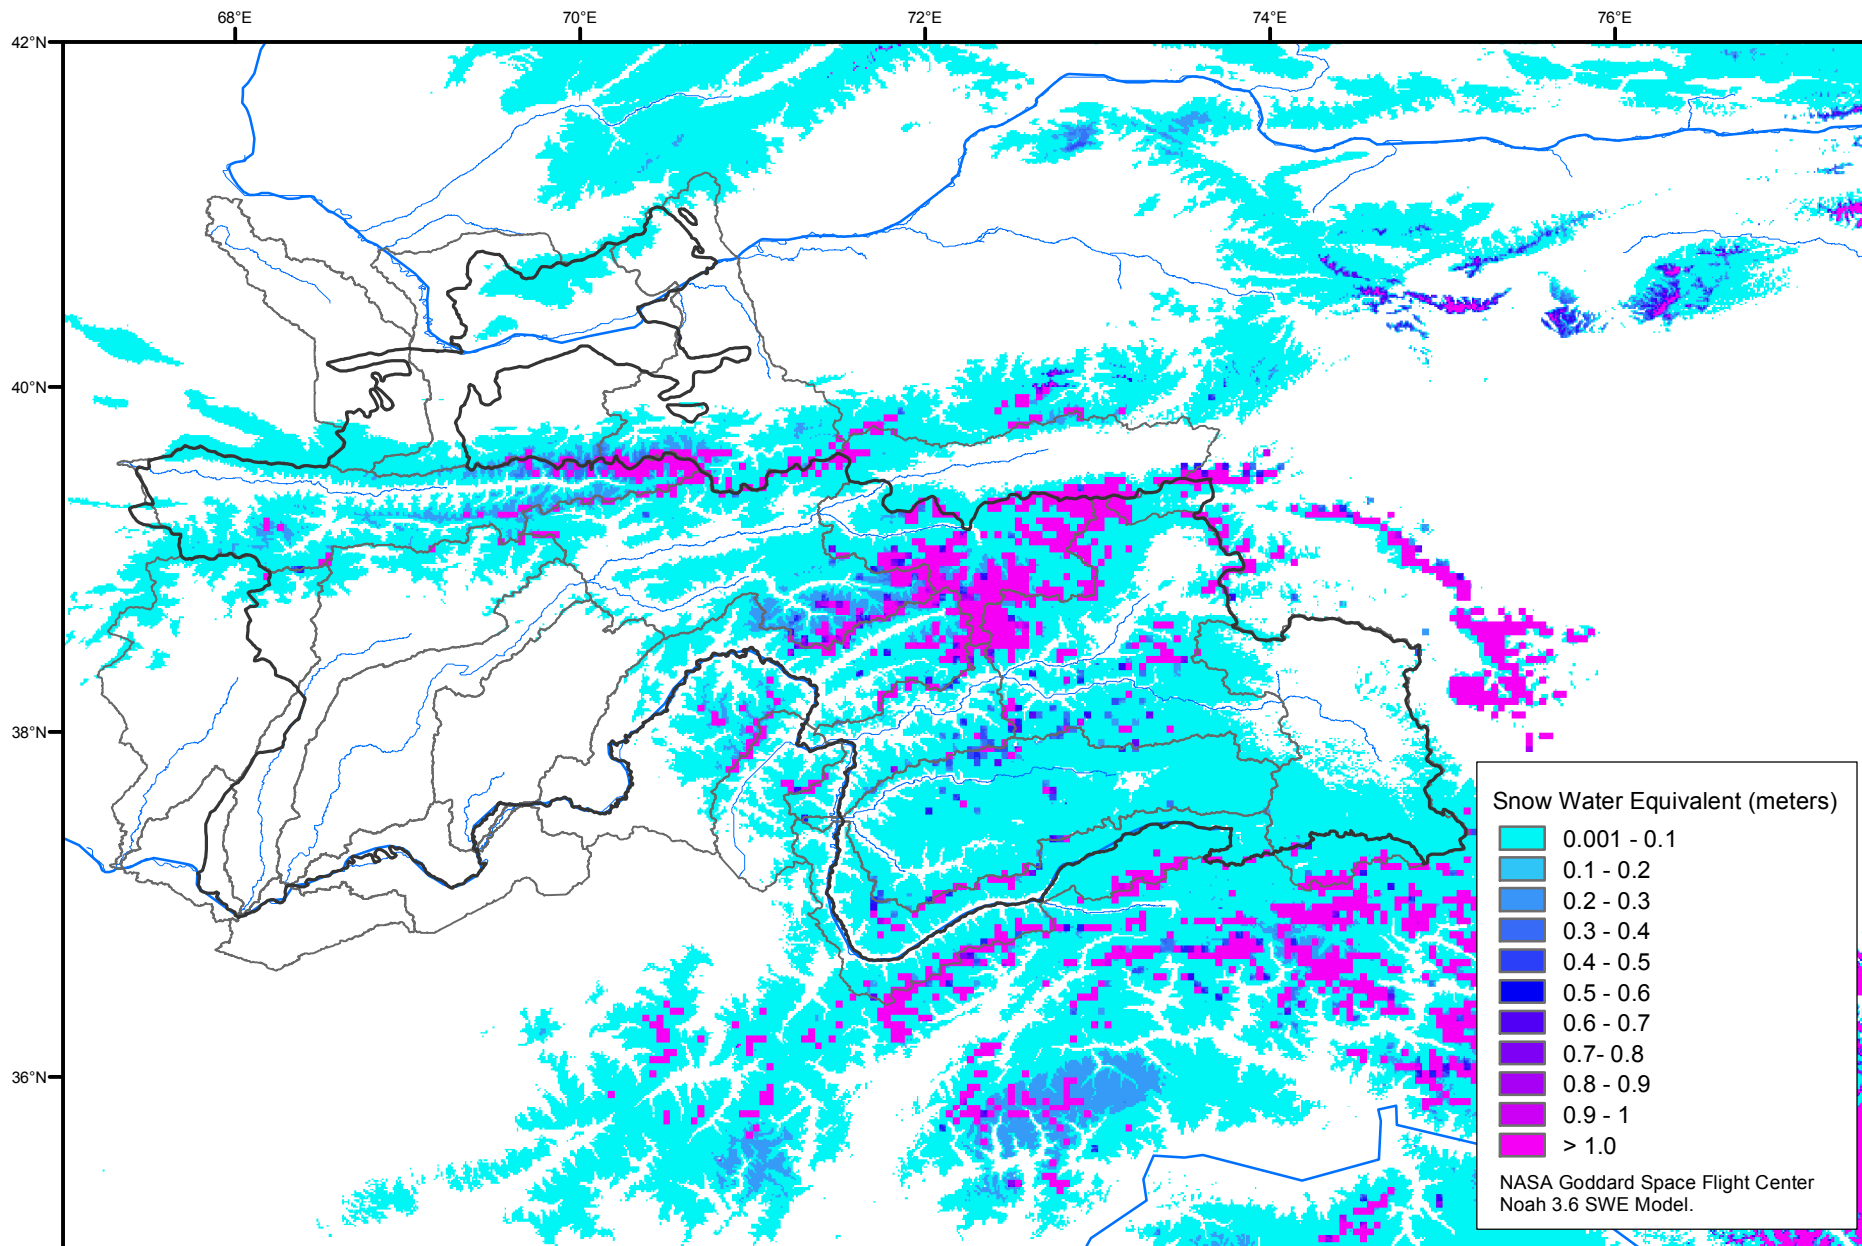 68°E
70°E
72°E
74°E
76°E
42°N
40°N
38°N
36°N
Snow Water Equivalent (meters)
0.001 - 0.1
0.1 - 0.2
0.2 - 0.3
0.3 - 0.4
0.4 - 0.5
0.5 - 0.6
0.6 - 0.7
0.7- 0.8
0.8 - 0.9
0.9 - 1
> 1.0
NASA Goddard Space Flight Center
Noah 3.6 SWE Model.